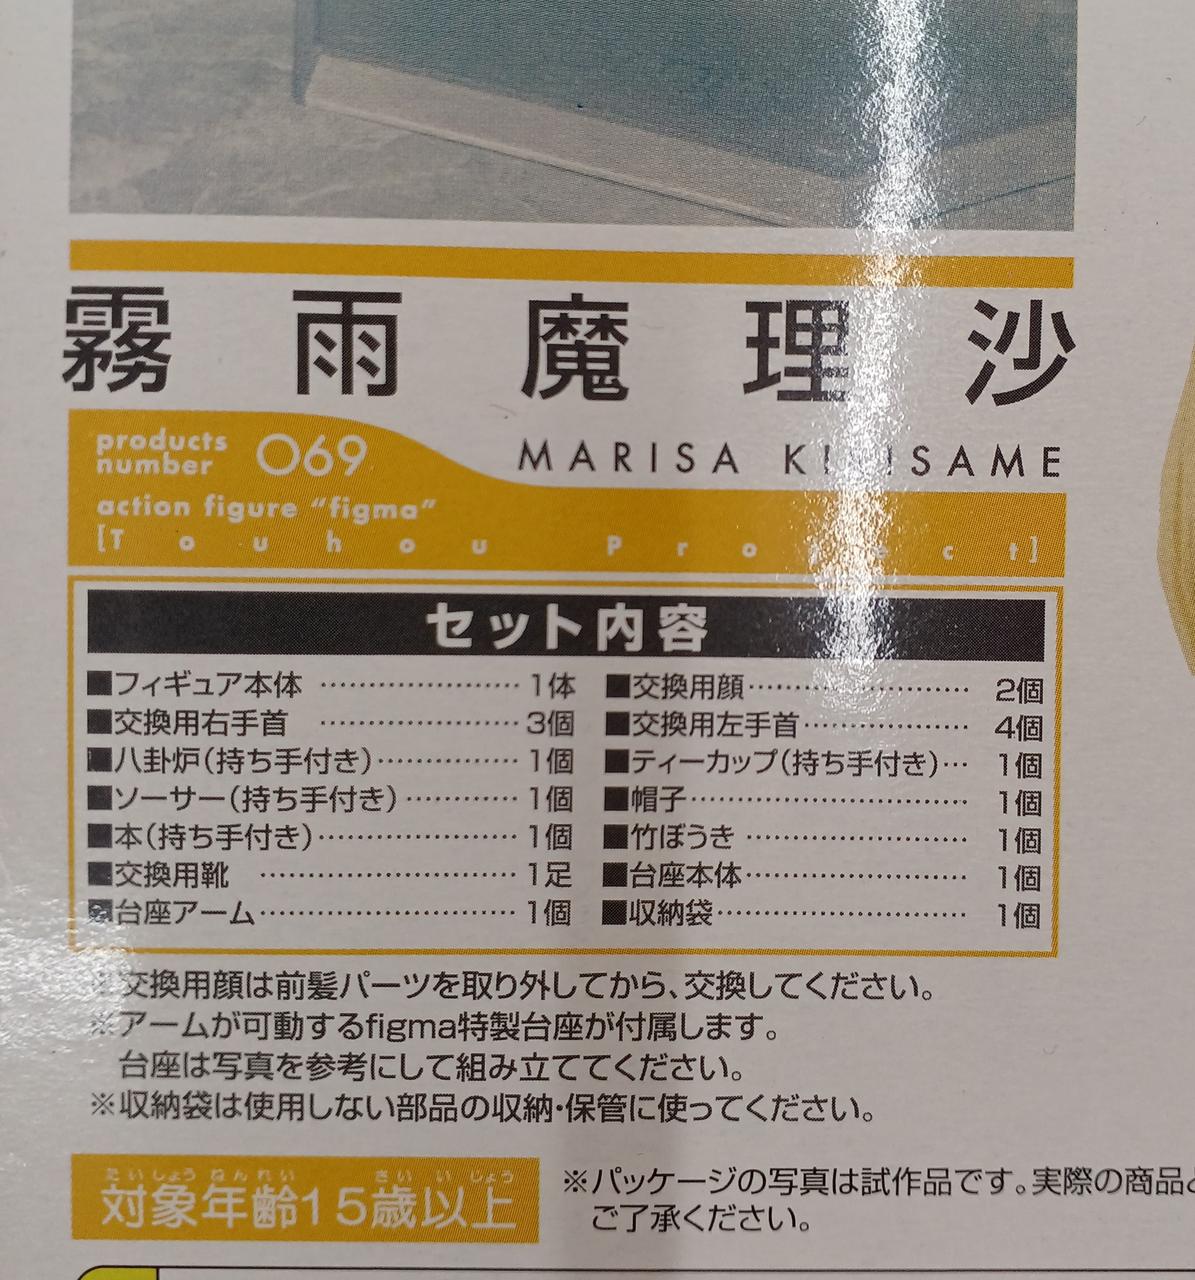 霧雨魔理沙
products number 069
MARISA KIRISAME
action figure “figma”
[Touhou Project]
セット内容
■フィギュア本体 …………………… 1体
■交換用顔…………………… 2個
■交換用右手首 …………………… 3個
■交換用左手首…………………… 4個
■八卦炉(持ち手付き)…………… 1個
■ティーカップ(持ち手付き)… 1個
■ソーサー(持ち手付き)………… 1個
■帽子…………………… 1個
■本(持ち手付き)…………………… 1個
■竹ぼうき …………………… 1個
■交換用靴 …………………… 1足
■台座本体…………………… 1個
■台座アーム…………………… 1個
■収納袋…………………… 1個
※交換用顔は前髪パーツを取り外してから、交換してください。
※アームが可動するfigma特製台座が付属します。
台座は写真を参考にして組み立ててください。
※収納袋は使用しない部品の収納・保管に使ってください。
たいしょうねんれい さい い じょう
対象年齢15歳以上
※パッケージの写真は試作品です。実際の商品と
ご了承ください。